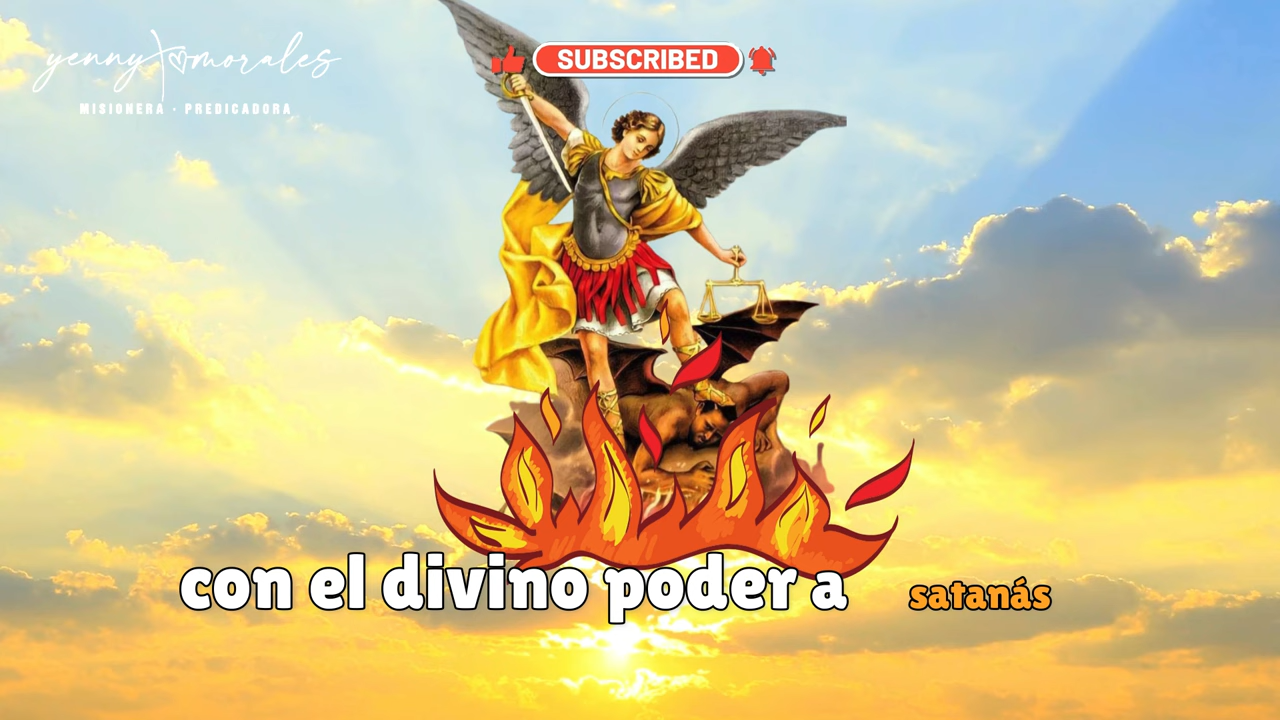 yenny morales
MISIONERA · PREDICADORA
SUBSCRIBED
con el divino poder a satanás